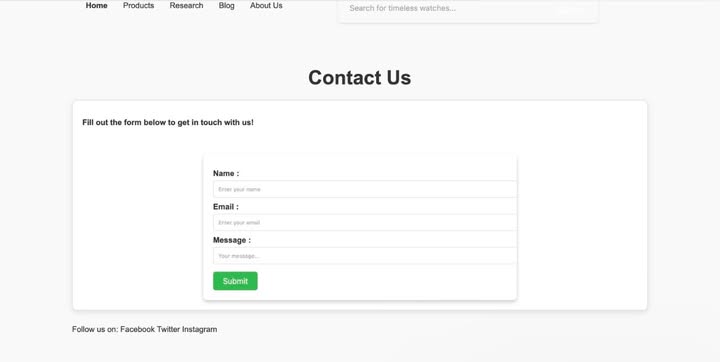 Home Products Research Blog About Us Search for timeless watches...
Contact Us
Fill out the form below to get in touch with us!
Name :
Enter your name
Email :
Enter your email
Message :
Your message...
Submit
Follow us on: Facebook Twitter Instagram